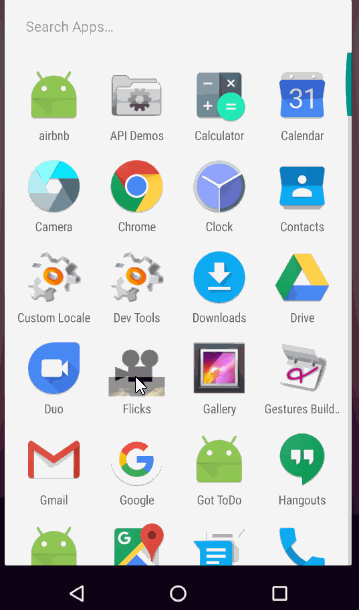 Search Apps…
airbnb
API Demos
Calculator
31
Calendar
Camera
Chrome
Clock
Contacts
Custom Locale
Dev Tools
Downloads
Drive
Duo
Flicks
Gallery
Gestures Build..
Gmail
Google
Got ToDo
Hangouts